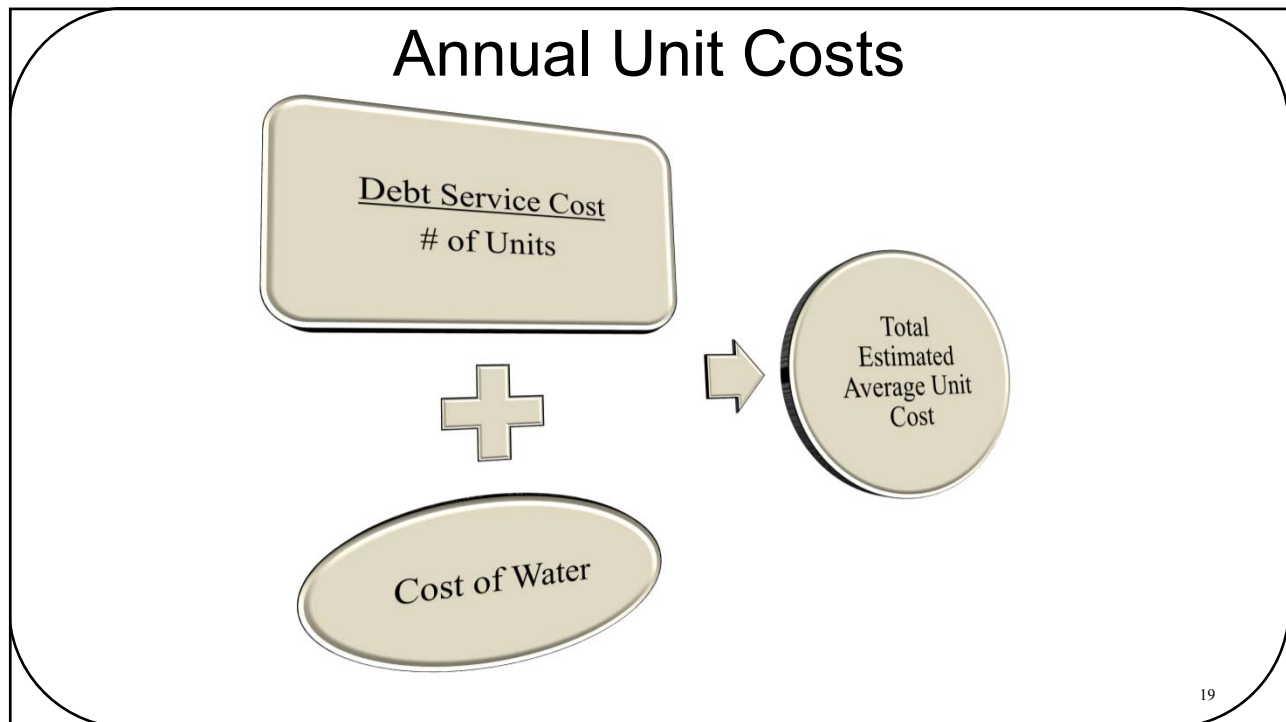 Annual Unit Costs
Debt Service Cost
# of Units
Total
Estimated
Average Unit
Cost
Cost of Water
19